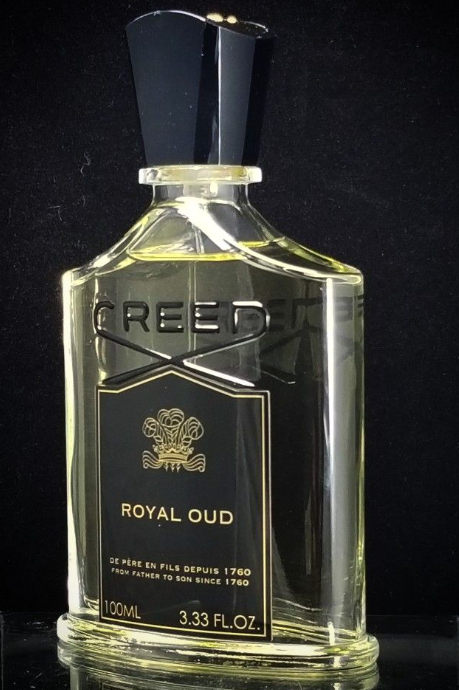 CREED
ROYAL OUD
DE PÈRE EN FILS DEPUIS 1760
FROM FATHER TO SON SINCE 1760
100ML 3.33 FL.OZ.